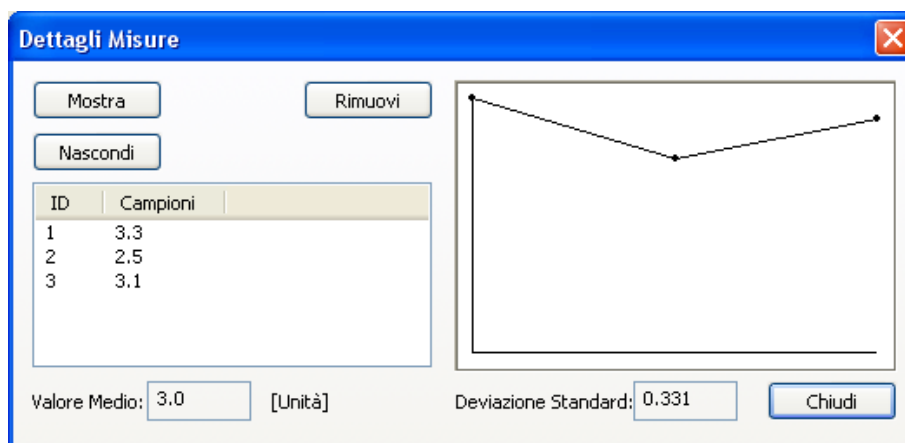 Dettagli Misure
Mostra
Rimuovi
Nascondi
ID Campioni
1 3.3
2 2.5
3 3.1
Valore Medio: 3.0 [Unità]
Deviazione Standard: 0.331
Chiudi